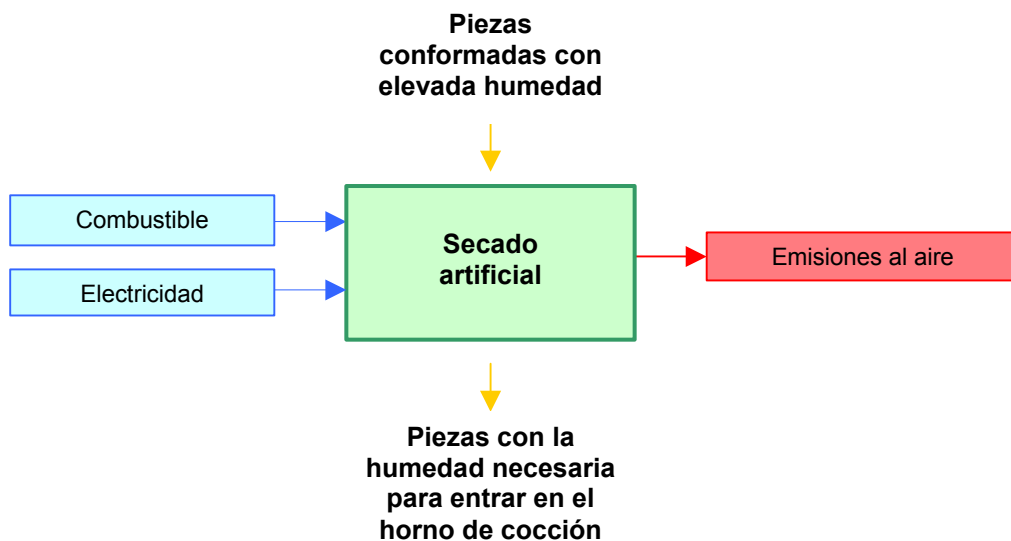 Piezas
conformadas con
elevada humedad
Combustible
Electricidad
Secado
artificial
Emisiones al aire
Piezas con la
humedad necesaria
para entrar en el
horno de cocción